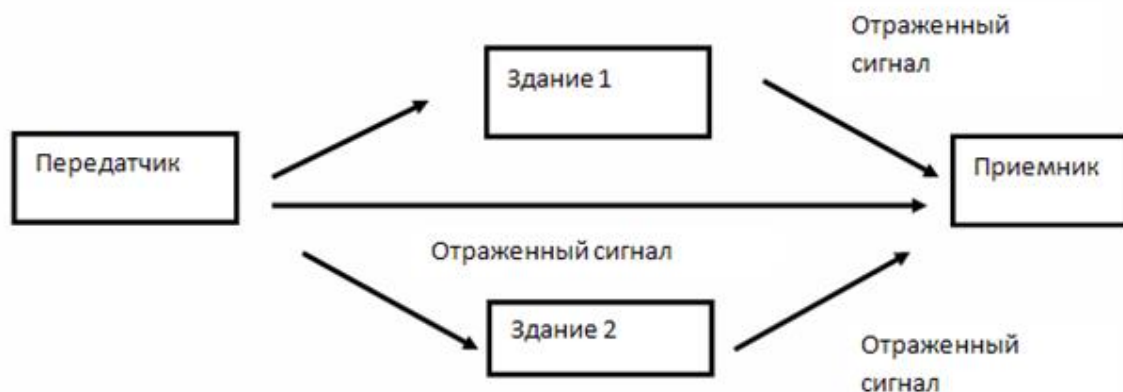 Отраженный
сигнал
Здание 1
Передатчик
Приемник
Отраженный сигнал
Здание 2
Отраженный
сигнал